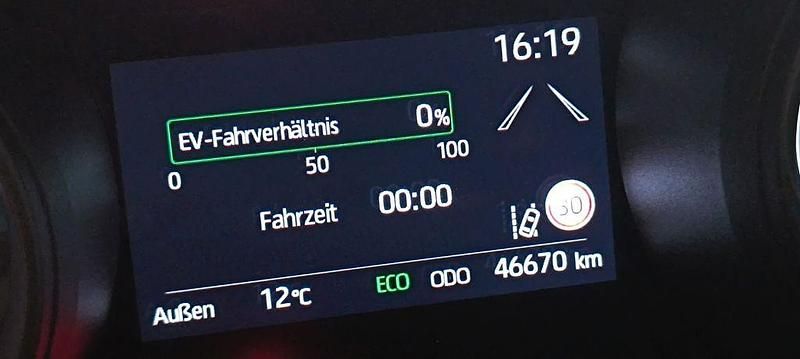 16:19
EV-Fahrverhältnis 0%
0 50 100
Fahrzeit 00:00
30
Außen 12°C ECO ODO 46670 km